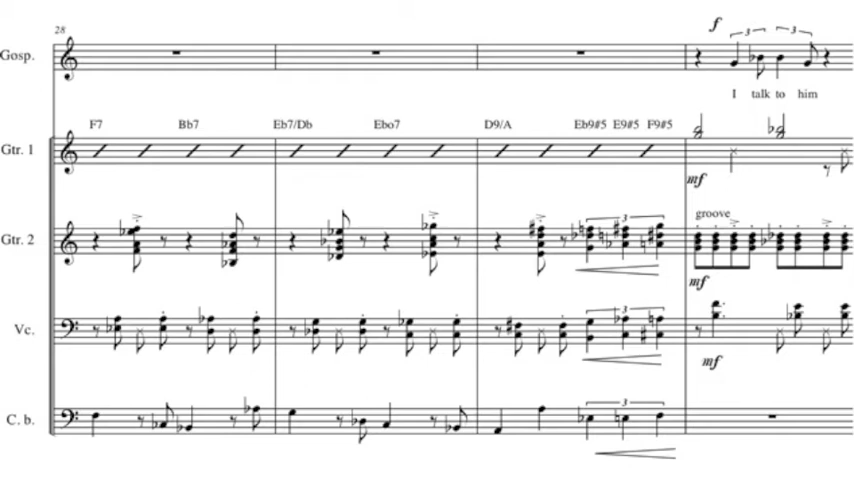 28
f
Gosp.
3 3
I talk to him
F7 Bb7 Eb7/Db Ebo7 D9/A Eb9#5 E9#5 F9#5
Gtr. 1
mf
groove
3
Gtr. 2
mf
3
Vc.
mf
3
C. b.